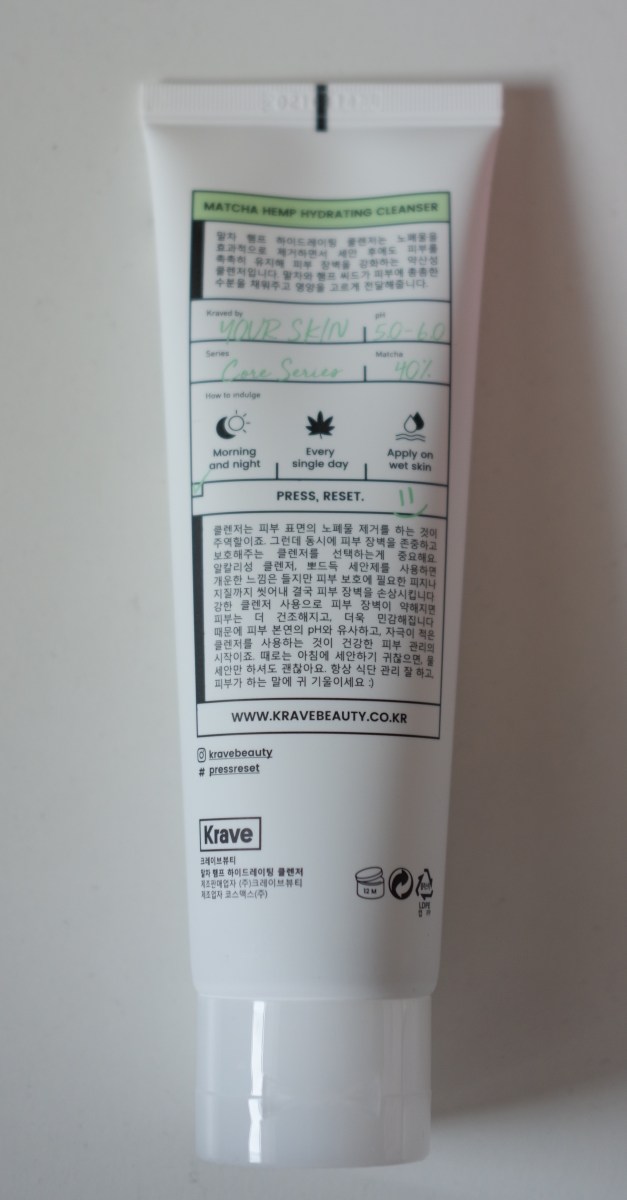 MATCHA HEMP HYDRATING CLEANSER
말차 햄프 하이드레이팅 클렌저는 노폐물을
효과적으로 제거하면서 세안 후에도 피부를
촉촉히 유지해 피부 장벽을 강화하는 약산성
클렌저입니다. 말차와 햄프 씨드가 피부에 충분한
수분을 채워주고 영양을 고르게 전달해줍니다.
Kraved by YOUR SKIN
pH 5.0-6.0
Series Core Series
Matcha 40%
How to indulge
Morning and night
Every single day
Apply on wet skin
PRESS, RESET.
클렌저는 피부 표면의 노폐물 제거를 하는 것이
주역할이죠. 그런데 동시에 피부 장벽을 존중하고
보호해주는 클렌저를 선택하는게 중요해요.
알칼리성 클렌저, 뽀드득 세안제를 사용하면
개운한 느낌은 들지만 피부 보호에 필요한 피지나
지질까지 씻어내 결국 피부 장벽을 손상시킵니다
강한 클렌저 사용으로 피부 장벽이 약해지면
피부는 더 건조해지고, 더욱 민감해집니다
때문에 피부 본연의 pH와 유사하고, 자극이 적은
클렌저를 사용하는 것이 건강한 피부 관리의
시작이죠. 때로는 아침에 세안하기 귀찮으면, 물
세안만 하셔도 괜찮아요. 항상 식단 관리 잘 하고,
피부가 하는 말에 귀 기울이세요 :)
WWW.KRAVEBEAUTY.CO.KR
kravebeauty
# pressreset
Krave
크레이브뷰티
말차 햄프 하이드레이팅 클렌저
제조판매업자 (주)크레이브뷰티
제조업자 코스맥스(주)
12 M
LDPE